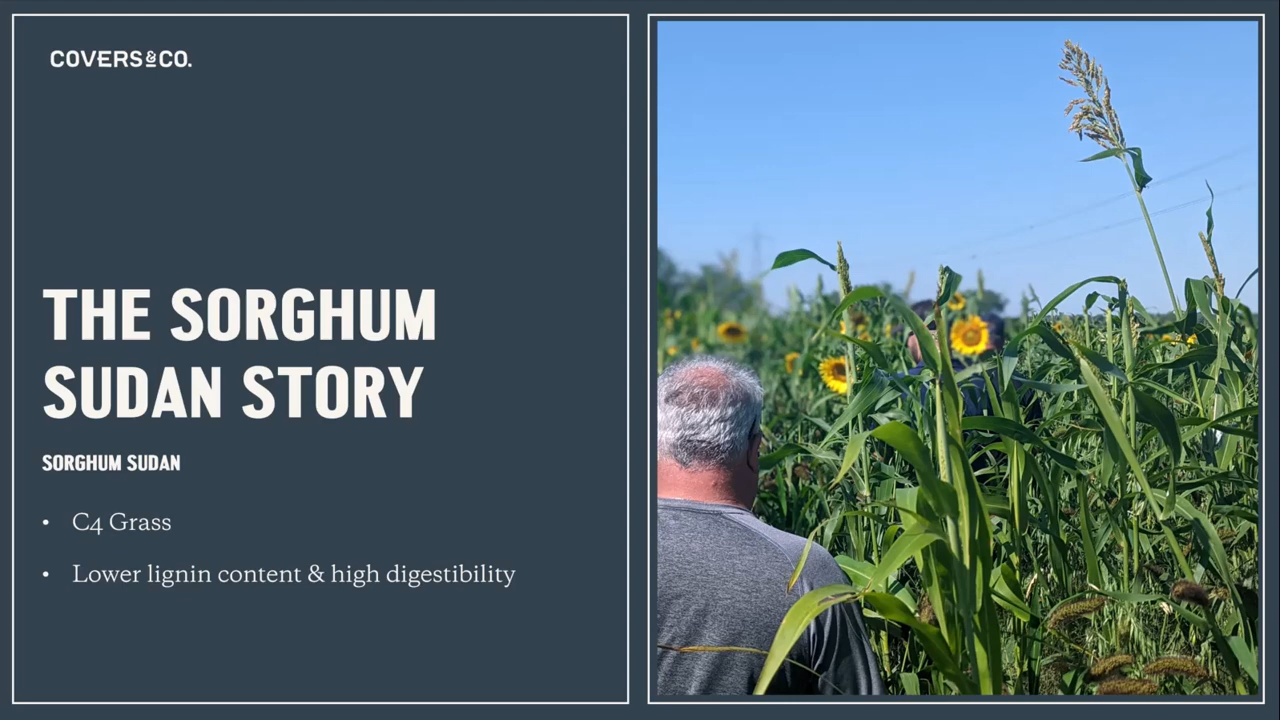 COVERS&CO.
THE SORGHUM
SUDAN STORY
SORGHUM SUDAN
• C4 Grass
• Lower lignin content & high digestibility